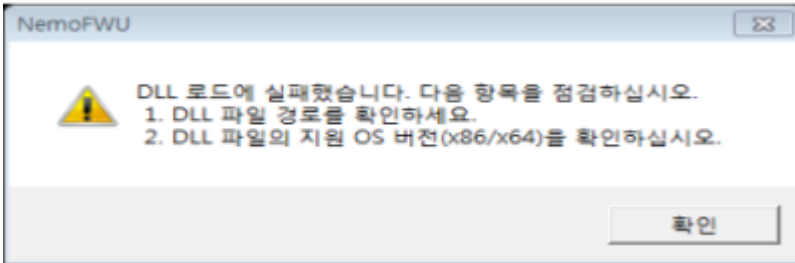 NemoFWU
DLL 로드에 실패했습니다. 다음 항목을 점검하십시오.
1. DLL 파일 경로를 확인하세요.
2. DLL 파일의 지원 OS 버전(x86/x64)을 확인하십시오.
확인